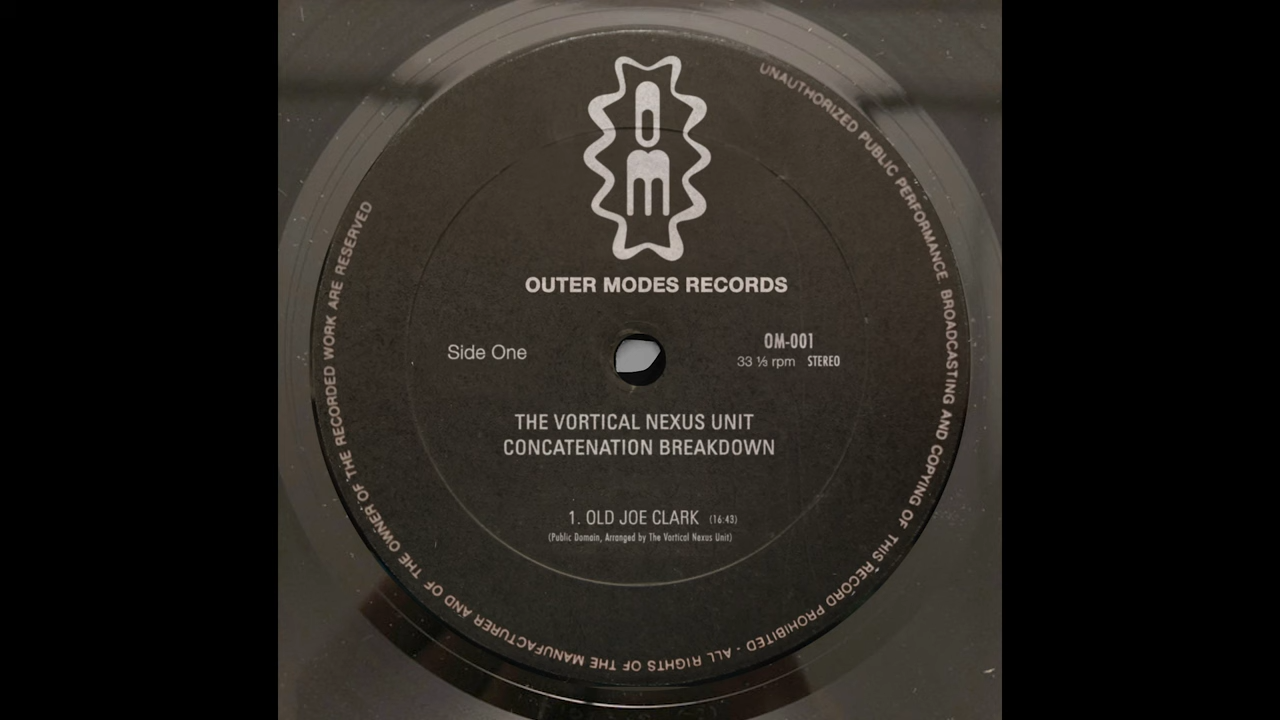 OM
OUTER MODES RECORDS
Side One
OM-001
33 ⅓ rpm STEREO
THE VORTICAL NEXUS UNIT
CONCATENATION BREAKDOWN
1. OLD JOE CLARK (16:43)
(Public Domain, Arranged by The Vortical Nexus Unit)
UNAUTHORIZED PUBLIC PERFORMANCE. BROADCASTING AND COPYING OF THIS RECORD PROHIBITED - ALL RIGHTS OF THE MANUFACTURER AND OF THE OWNER OF THE RECORDED WORK ARE RESERVED